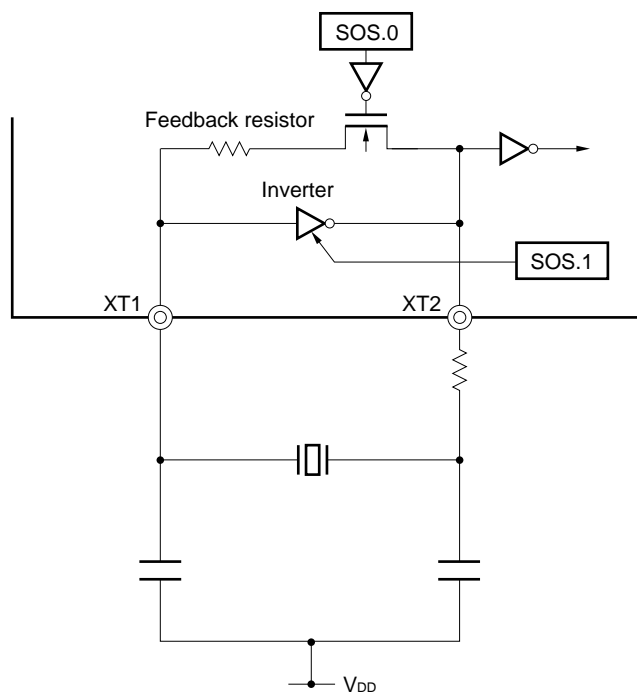 SOS.0
Feedback resistor
Inverter
SOS.1
XT1
XT2
VDD